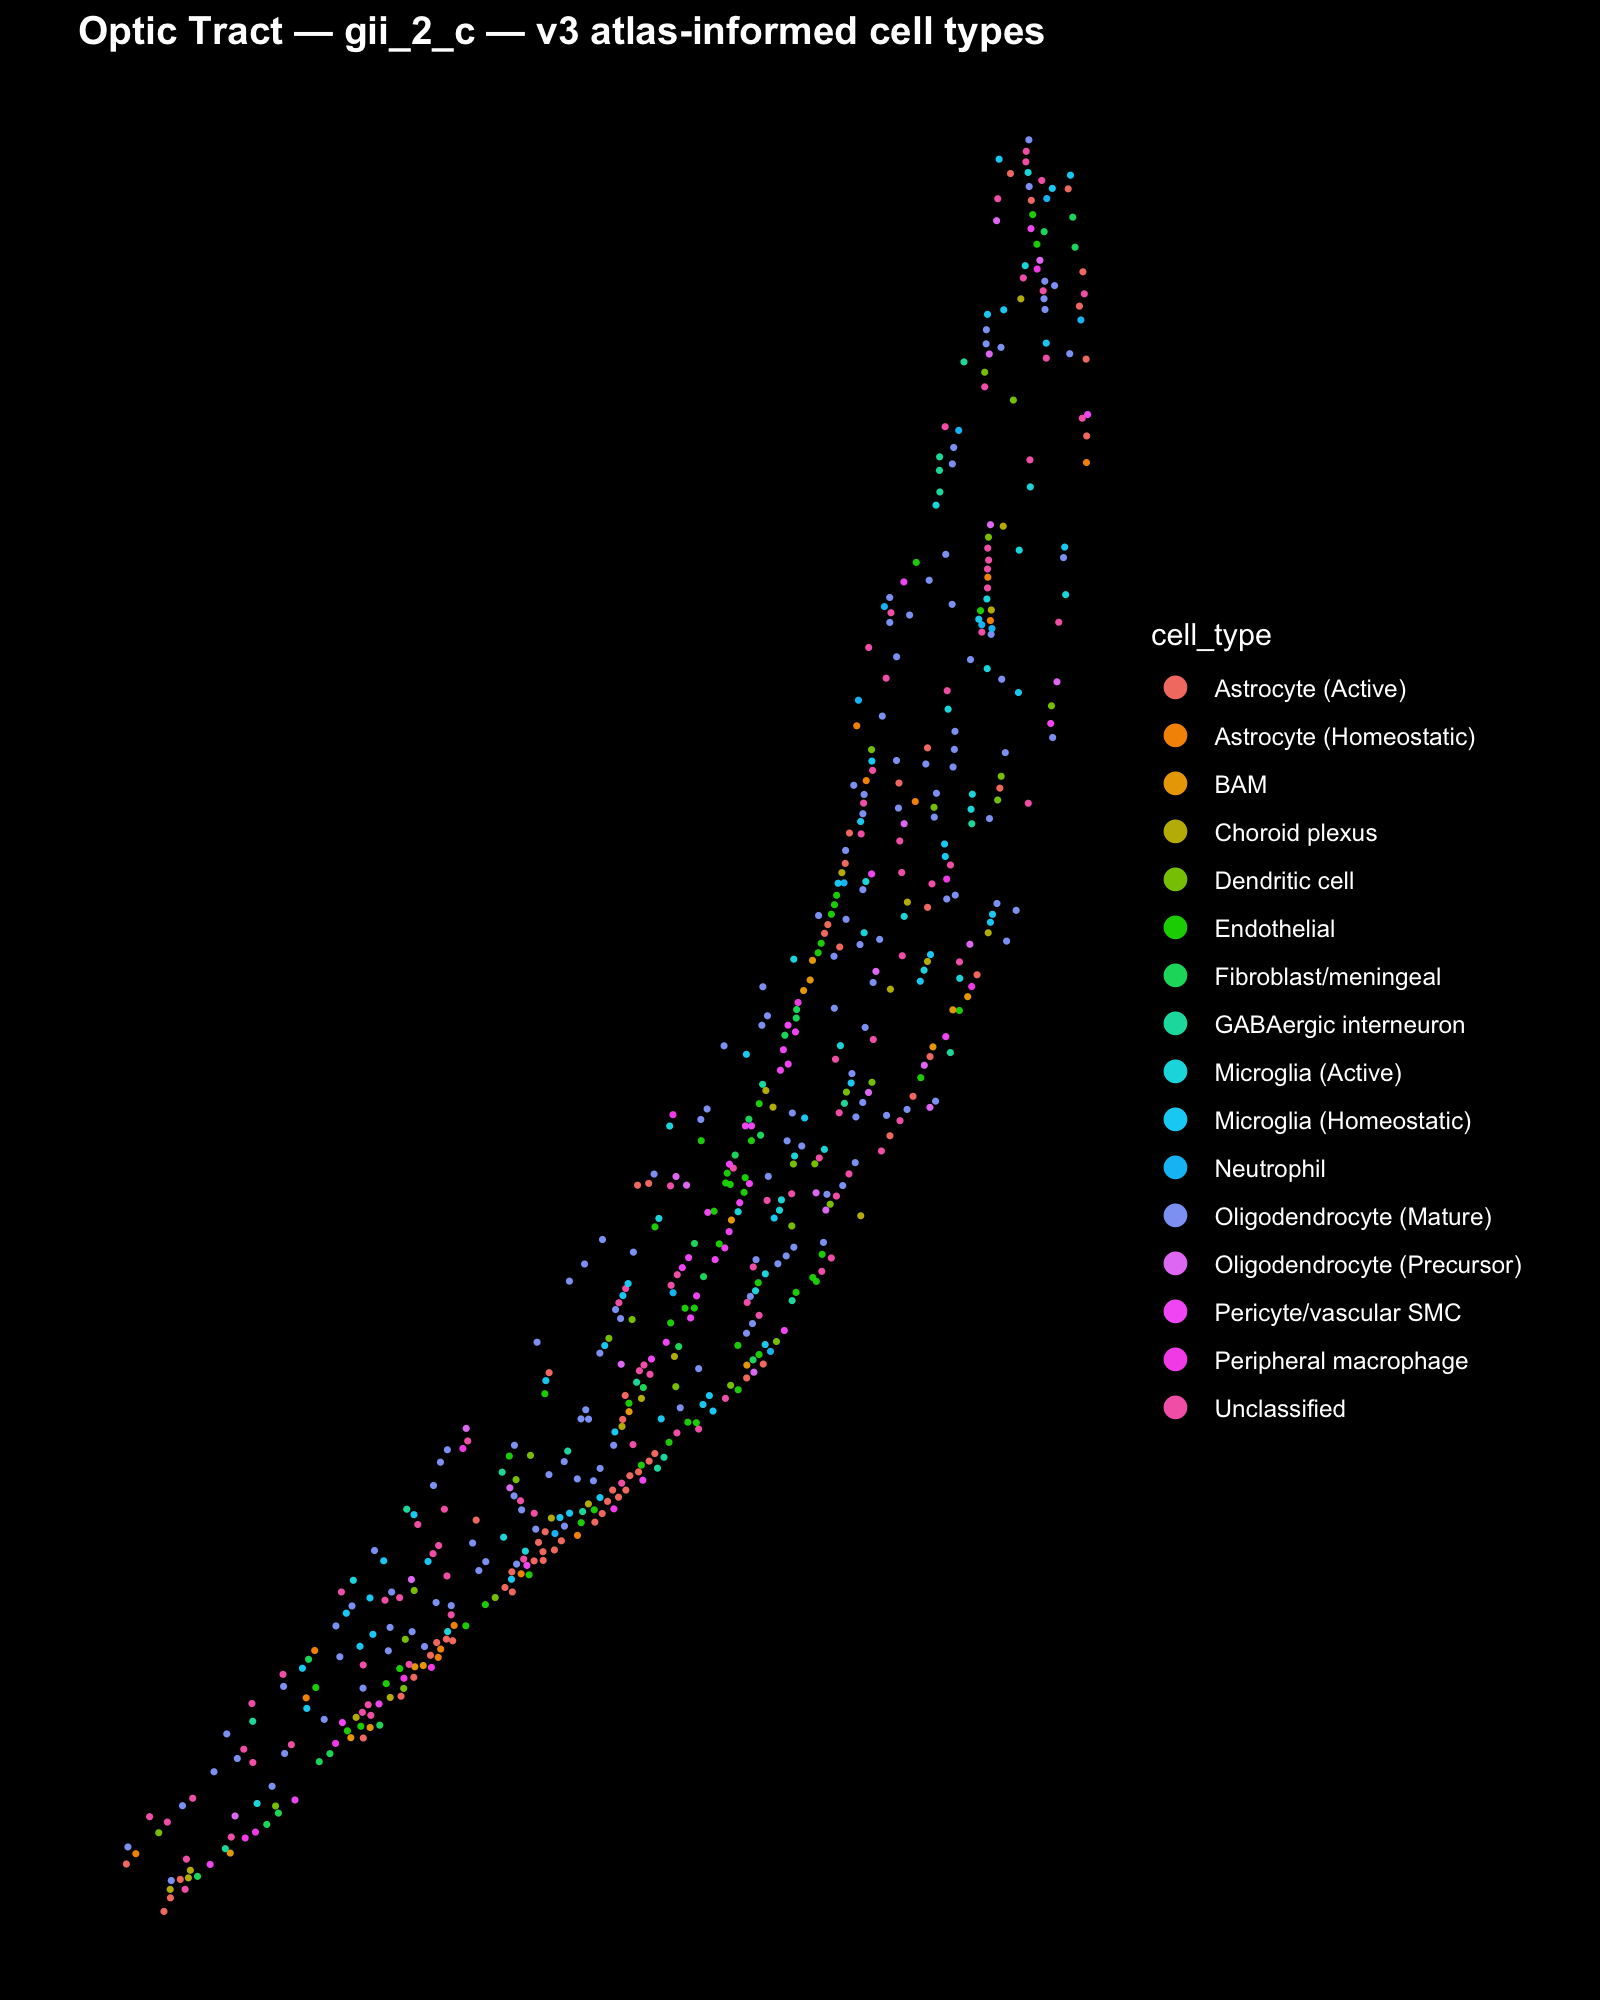 Optic Tract — gii_2_c — v3 atlas-informed cell types
cell_type
Astrocyte (Active)
Astrocyte (Homeostatic)
BAM
Choroid plexus
Dendritic cell
Endothelial
Fibroblast/meningeal
GABAergic interneuron
Microglia (Active)
Microglia (Homeostatic)
Neutrophil
Oligodendrocyte (Mature)
Oligodendrocyte (Precursor)
Pericyte/vascular SMC
Peripheral macrophage
Unclassified